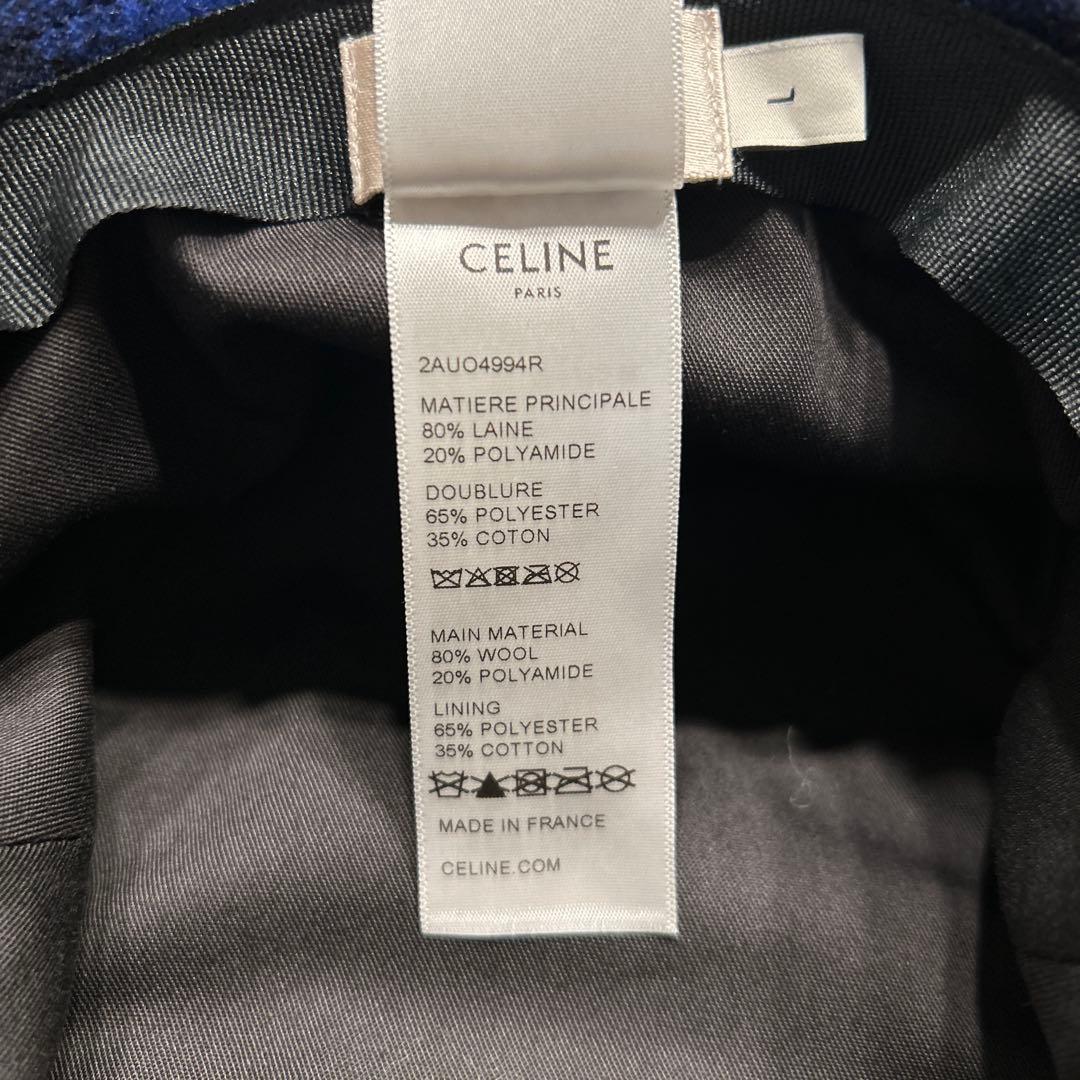 L
CELINE
PARIS
2AUO4994R
MATIERE PRINCIPALE
80% LAINE
20% POLYAMIDE
DOUBLURE
65% POLYESTER
35% COTON
MAIN MATERIAL
80% WOOL
20% POLYAMIDE
LINING
65% POLYESTER
35% COTTON
MADE IN FRANCE
CELINE.COM